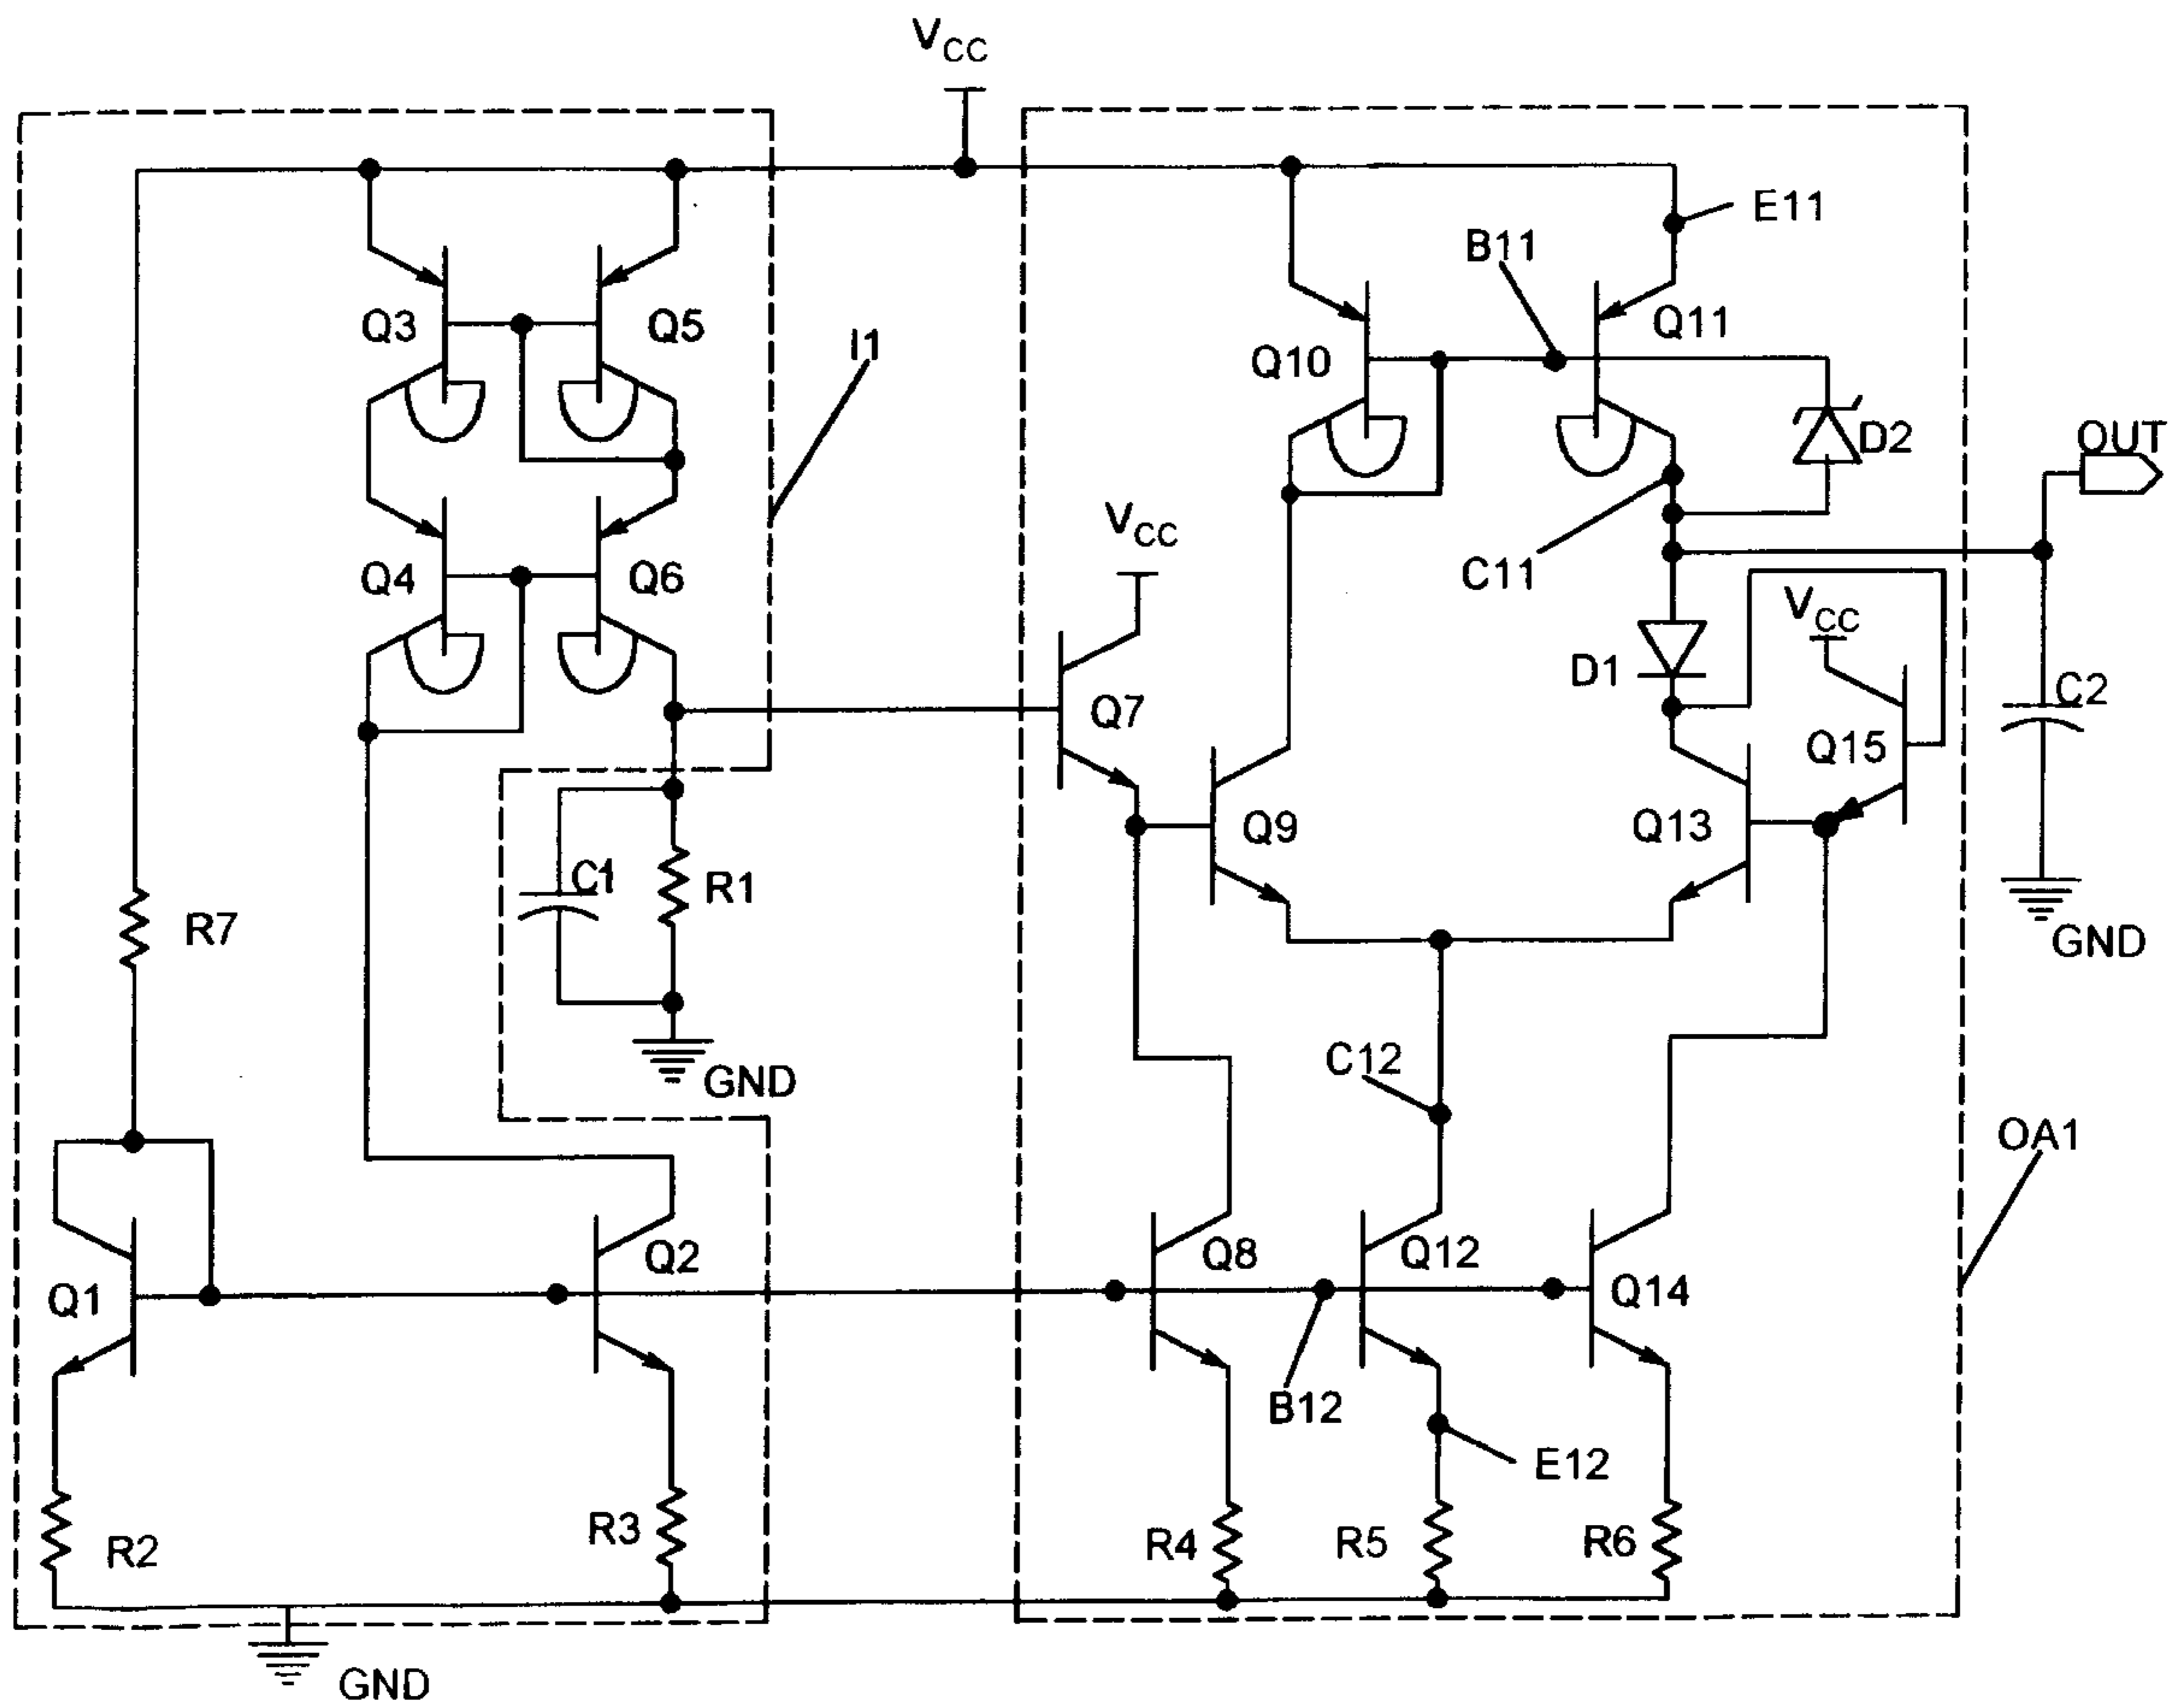 VCC
E11
B11
Q3
Q5
Q11
I1
Q10
D2
OUT
VCC
Q4
Q6
C11
VCC
D1
C2
Q7
Q15
Q9
Q13
C1
R1
R7
GND
C12
GND
OA1
Q2
Q8
Q12
Q1
Q14
B12
E12
R3
R4
R5
R6
R2
GND